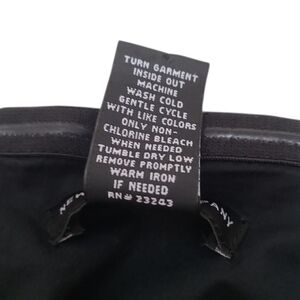 TURN GARMENT
INSIDE OUT
MACHINE
WASH COLD
GENTLE CYCLE
WITH LIKE COLORS
ONLY NON-
CHLORINE BLEACH
WHEN NEEDED
TUMBLE DRY LOW
REMOVE PROMPTLY
WARM IRON
IF NEEDED
RN# 23243
NEW